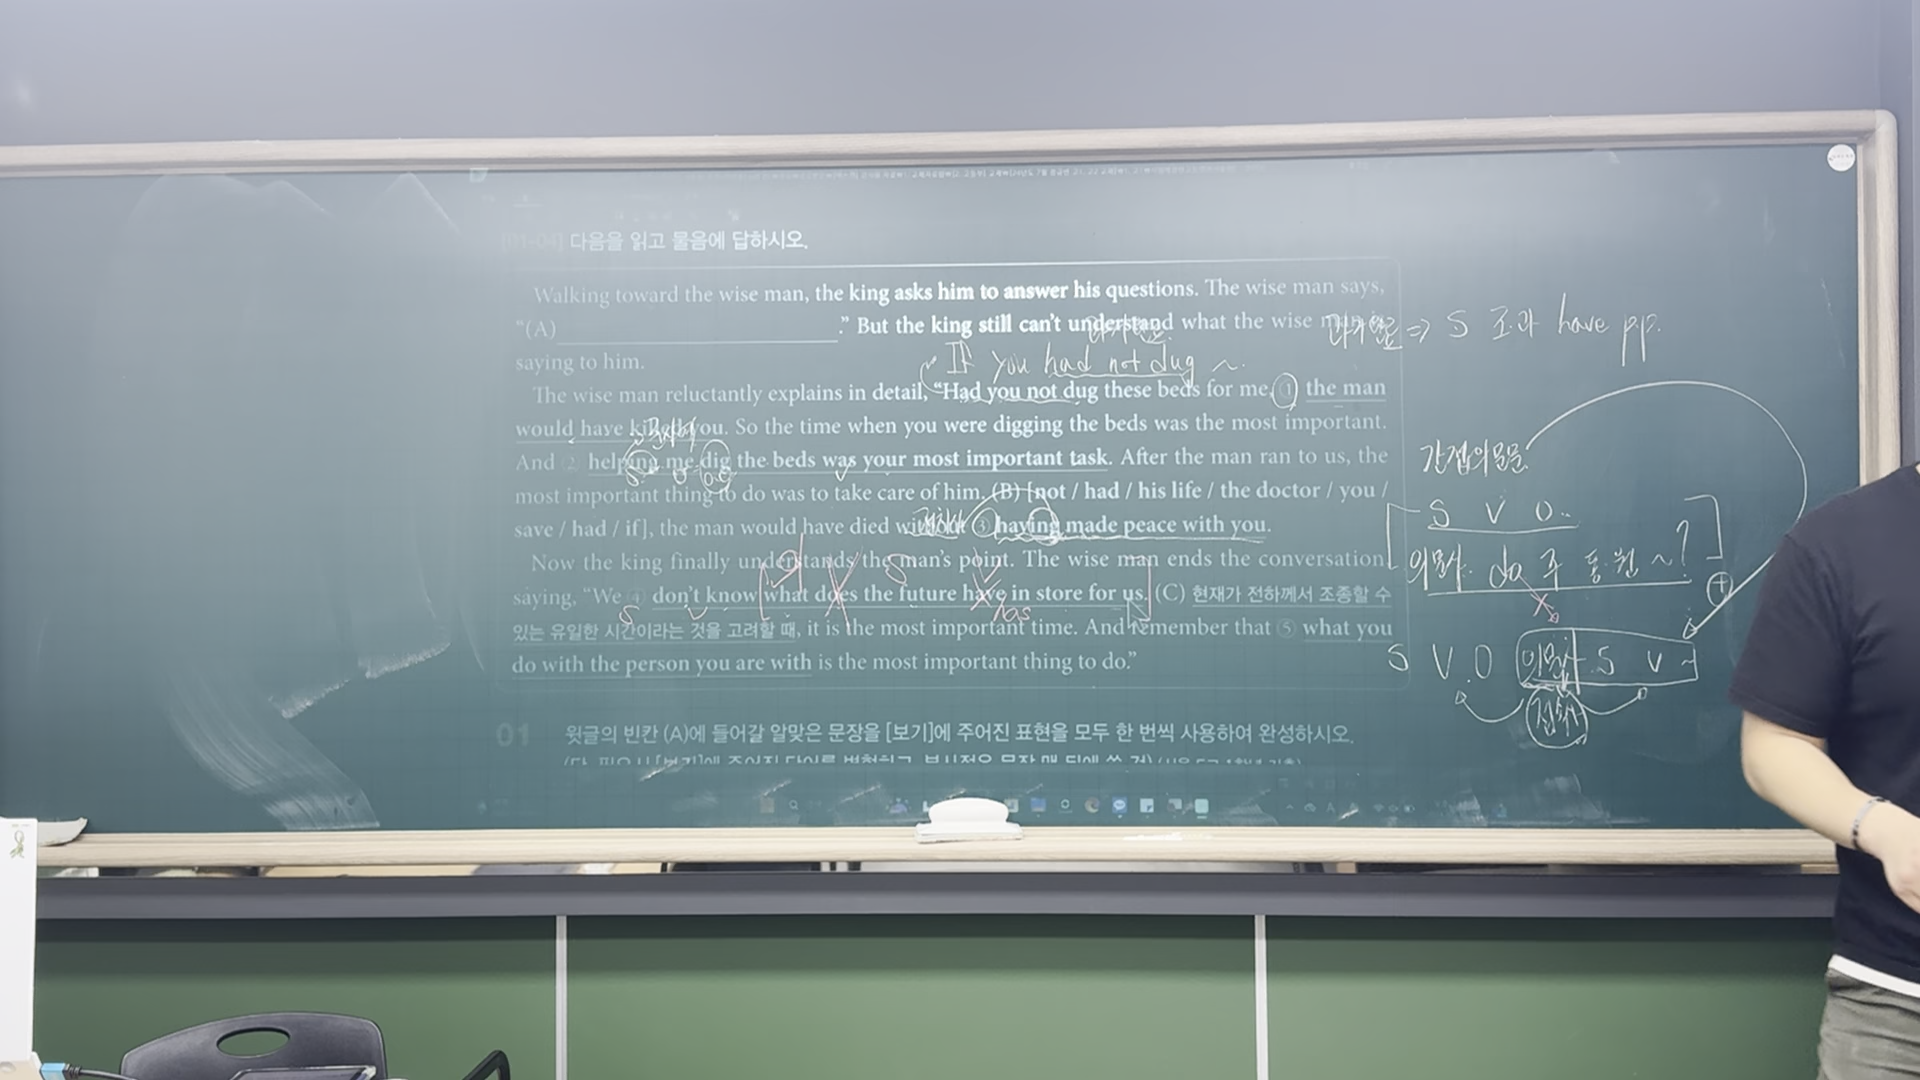 다음을 읽고 물음에 답하시오.
Walking toward the wise man, the king asks him to answer his questions. The wise man says,
"(A)____________________." But the king still can't understand what the wise
saying to him.
If you had not dug ~.
The wise man reluctantly explains in detail, "Had you not dug these beds for me, ① the man
would have killed you. So the time when you were digging the beds was the most important.
And ② helping me dig the beds was your most important task. After the man ran to us, the
most important thing to do was to take care of him. (B) [not / had / his life / the doctor / you /
save / had / if], the man would have died without ③ having made peace with you.
Now the king finally understands the man's point. The wise man ends the conversation,
saying, "We ④ don't know what does the future have in store for us. (C) 현재가 전하께서 조종할 수
S V S V has
있는 유일한 시간이라는 것을 고려할 때, it is the most important time. And remember that ⑤ what you
do with the person you are with is the most important thing to do."
01 윗글의 빈칸 (A)에 들어갈 알맞은 문장을 [보기]에 주어진 표현을 모두 한 번씩 사용하여 완성하시오.
⇒ S 조·과 have p.p.
간접의문문
S V O..
의문사 do 주 동원 ~?
S V O 의문사 S V ~
접속사